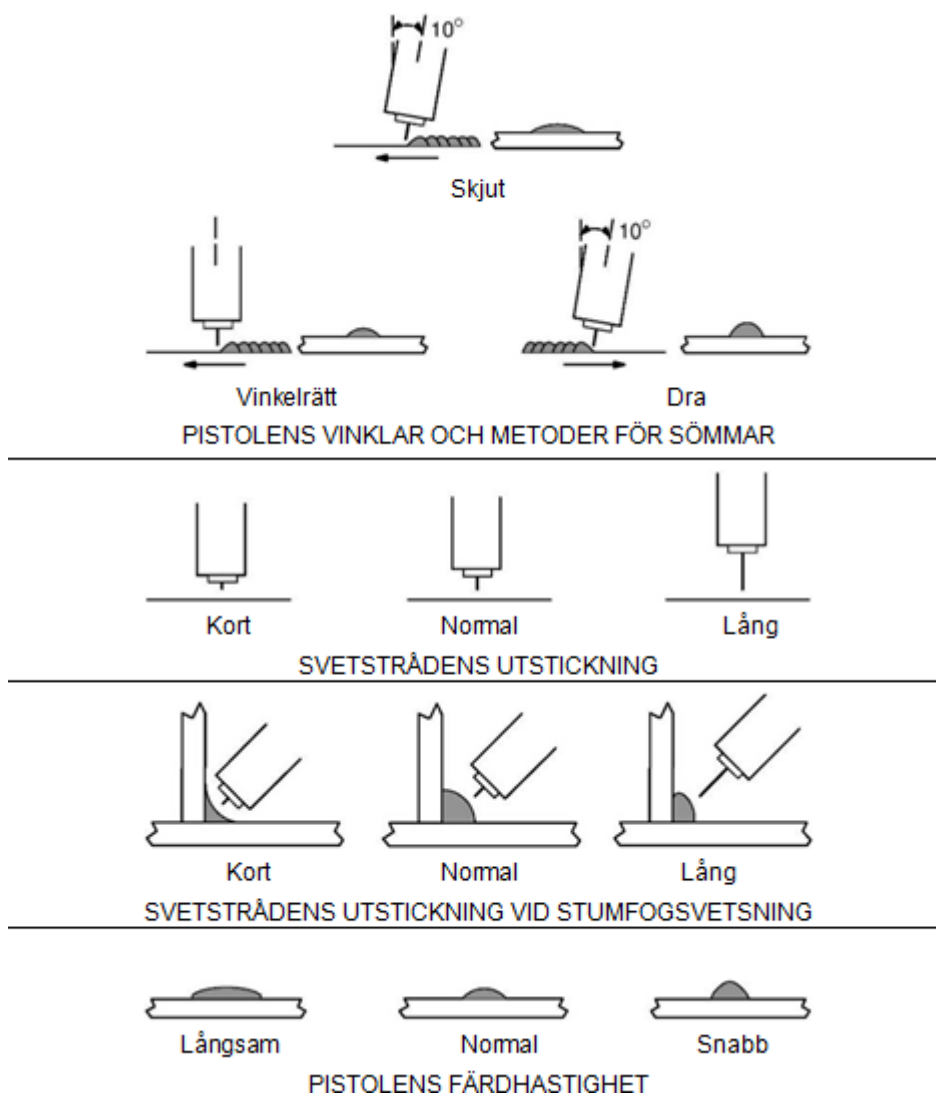 10°
Skjut
10°
Vinkelrätt
Dra
PISTOLENS VINKLAR OCH METODER FÖR SÖMMAR
Kort Normal Lång
SVETSTRÅDENS UTSTICKNING
Kort Normal Lång
SVETSTRÅDENS UTSTICKNING VID STUMFOGSVETSNING
Långsam Normal Snabb
PISTOLENS FÄRDHASTIGHET